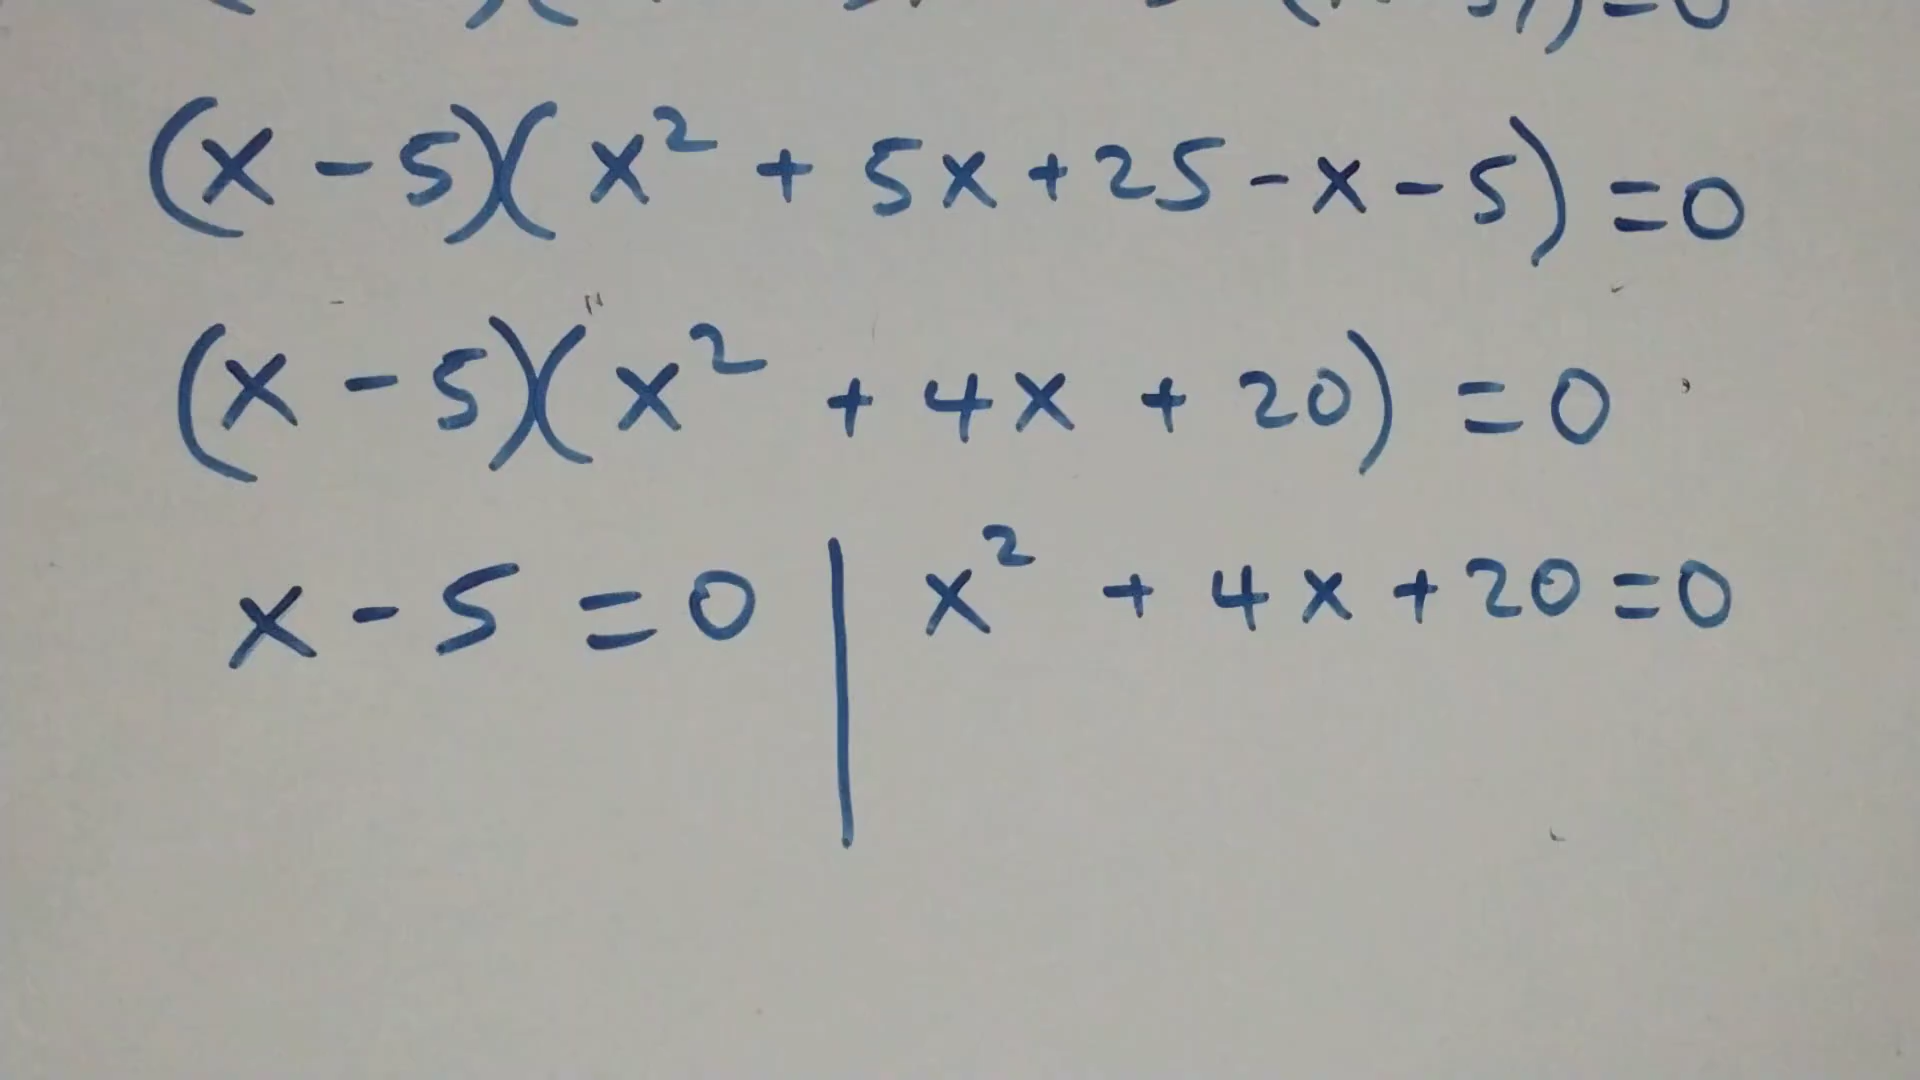 (x - 5)(x² + 5x + 25 - x - 5) = 0
(x - 5)(x² + 4x + 20) = 0
x - 5 = 0 | x² + 4x + 20 = 0